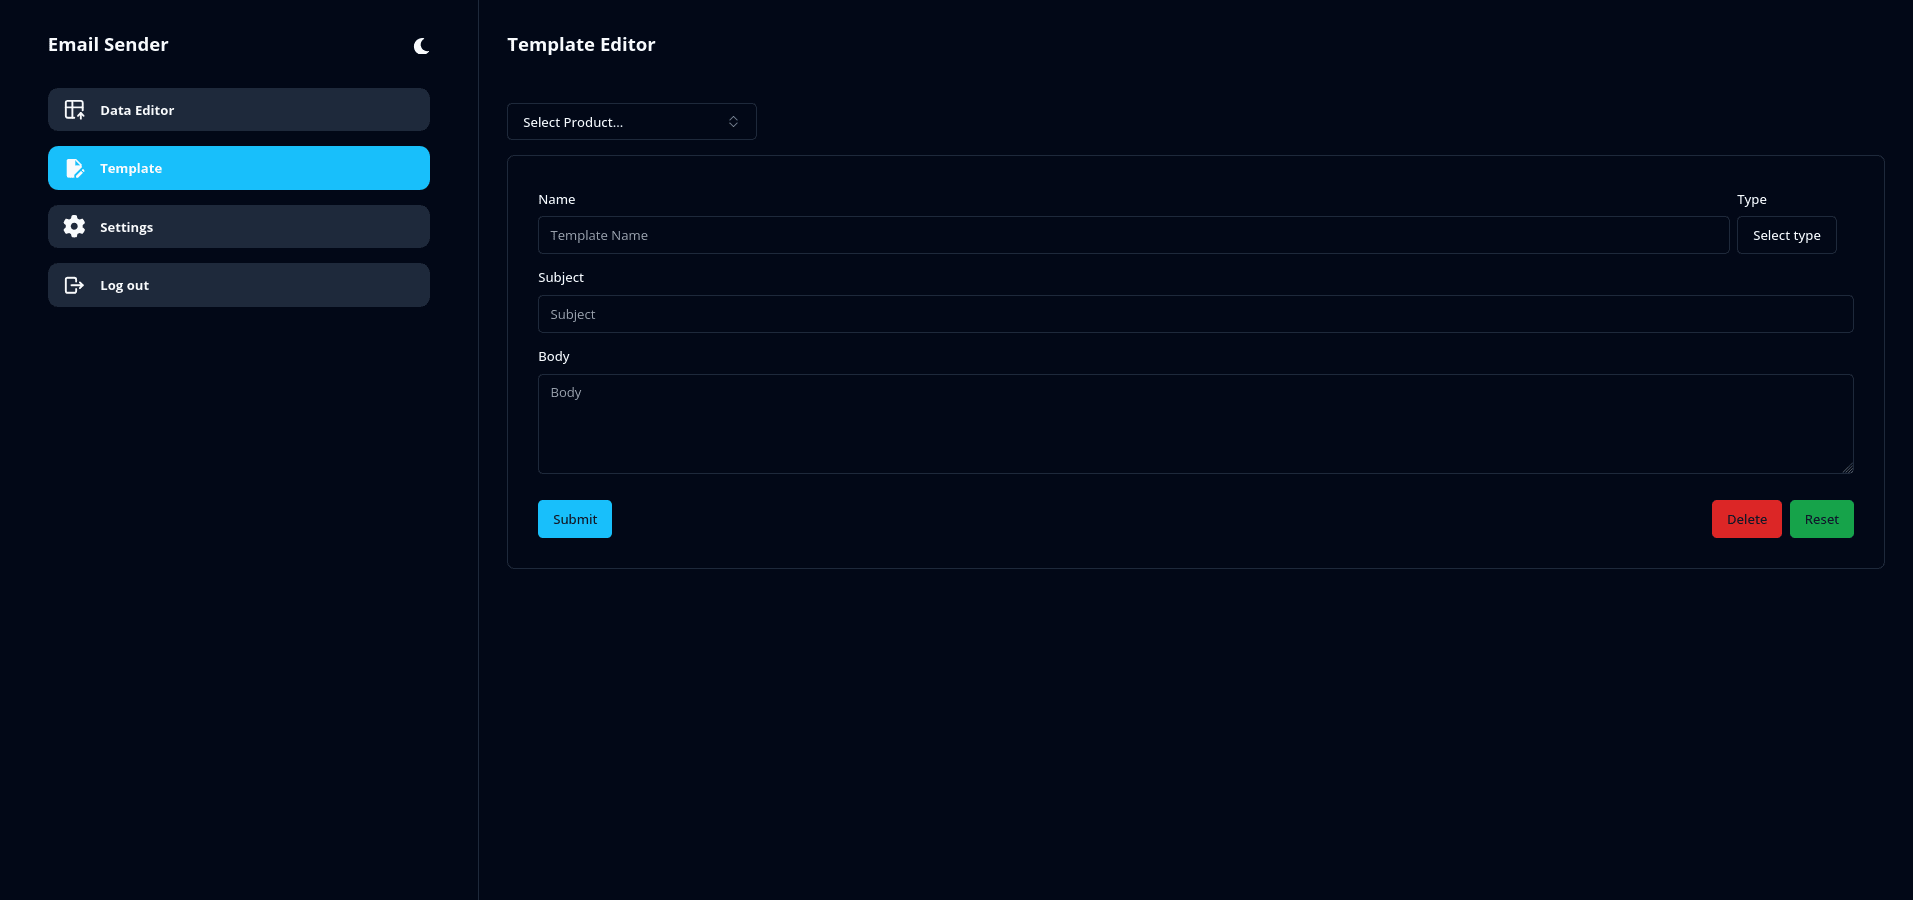 Email Sender
Data Editor
Template
Settings
Log out
Template Editor
Select Product...
Name
Type
Template Name
Select type
Subject
Subject
Body
Body
Submit
Delete
Reset